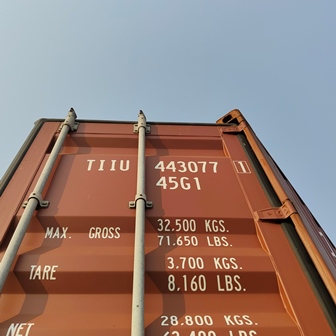 TIIU 443077 1
45G1
MAX. GROSS 32.500 KGS.
71.650 LBS.
TARE 3.700 KGS.
8.160 LBS.
NET 28.800 KGS.